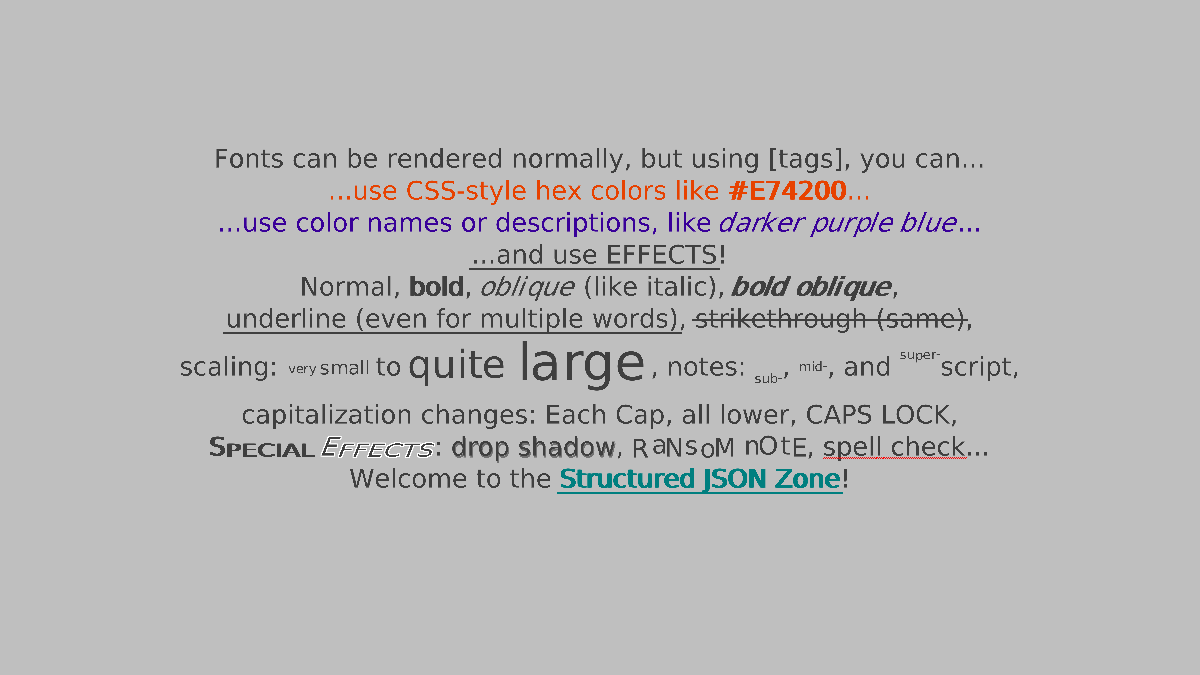 Fonts can be rendered normally, but using [tags], you can...
...use CSS-style hex colors like #E74200...
...use color names or descriptions, like darker purple blue...
...and use EFFECTS!
Normal, bold, oblique (like italic), bold oblique,
underline (even for multiple words), strikethrough (same),
scaling: very small to quite large, notes: sub-, mid-, and super-script,
capitalization changes: Each Cap, all lower, CAPS LOCK,
SPECIAL EFFECTS: drop shadow, RaNsoM nOtE, spell check...
Welcome to the Structured JSON Zone!